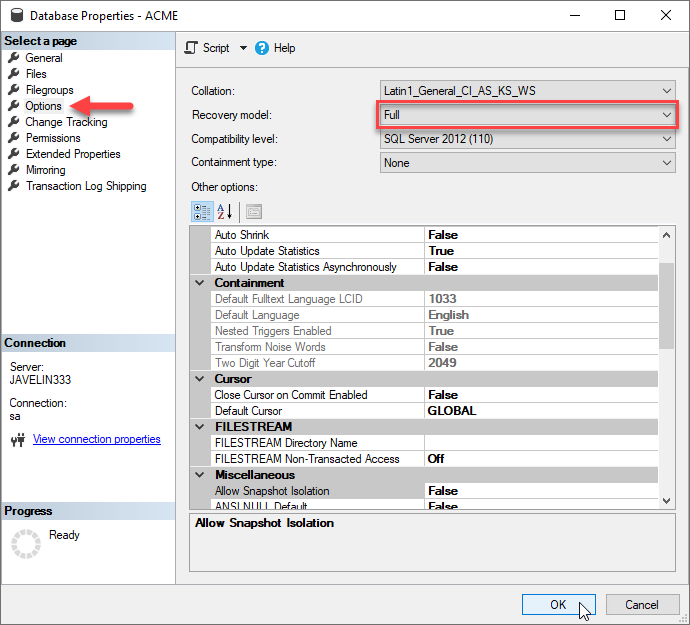 Database Properties - ACME
Select a page
General
Files
Filegroups
Options
Change Tracking
Permissions
Extended Properties
Mirroring
Transaction Log Shipping
Connection
Server:
JAVELIN333
Connection:
sa
View connection properties
Progress
Ready
Script Help
Collation: Latin1_General_CI_AS_KS_WS
Recovery model: Full
Compatibility level: SQL Server 2012 (110)
Containment type: None
Other options:
A
Z
Auto Shrink False
Auto Update Statistics True
Auto Update Statistics Asynchronously False
Containment
Default Fulltext Language LCID 1033
Default Language English
Nested Triggers Enabled True
Transform Noise Words False
Two Digit Year Cutoff 2049
Cursor
Close Cursor on Commit Enabled False
Default Cursor GLOBAL
FILESTREAM
FILESTREAM Directory Name
FILESTREAM Non-Transacted Access Off
Miscellaneous
Allow Snapshot Isolation False
ANSI NULL Default False
Allow Snapshot Isolation
OK Cancel